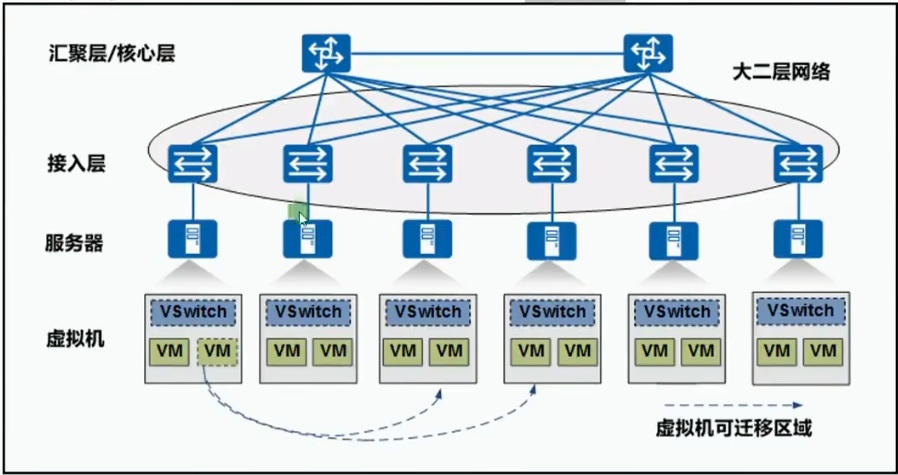 汇聚层/核心层
大二层网络
接入层
服务器
虚拟机
VSwitch VSwitch VSwitch VSwitch VSwitch VSwitch
VM VM VM VM VM VM VM VM VM VM VM VM
虚拟机可迁移区域